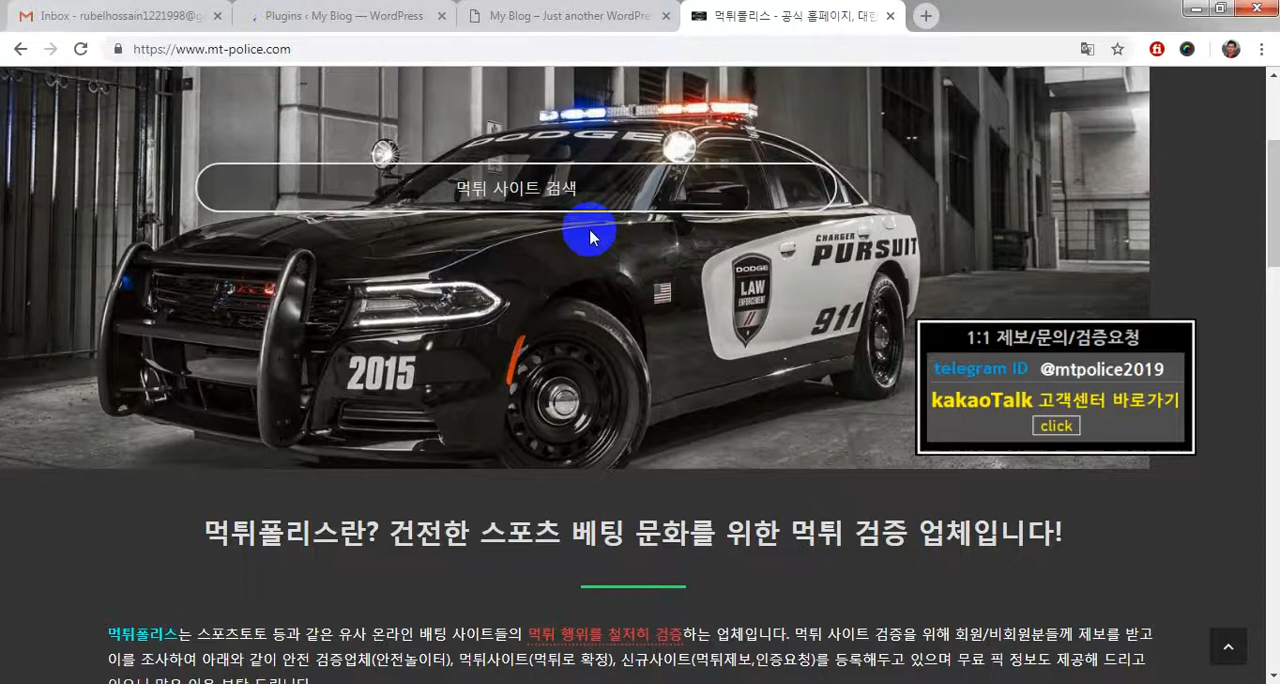 Inbox - rubelhossain1221998@g
Plugins ‹ My Blog — WordPress
My Blog – Just another WordPre
먹튀폴리스 - 공식 홈페이지, 대한
https://www.mt-police.com
DODGE
먹튀 사이트 검색
CHARGER
PURSUIT
DODGE
LAW
ENFORCEMENT
911
2015
1:1 제보/문의/검증요청
telegram ID @mtpolice2019
kakaoTalk 고객센터 바로가기
click
먹튀폴리스란? 건전한 스포츠 베팅 문화를 위한 먹튀 검증 업체입니다!
먹튀폴리스는 스포츠토토 등과 같은 유사 온라인 배팅 사이트들의 먹튀 행위를 철저히 검증하는 업체입니다. 먹튀 사이트 검증을 위해 회원/비회원분들께 제보를 받고
이를 조사하여 아래와 같이 안전 검증업체(안전놀이터), 먹튀사이트(먹튀로 확정), 신규사이트(먹튀제보,인증요청)를 등록해두고 있으며 무료 픽 정보도 제공해 드리고